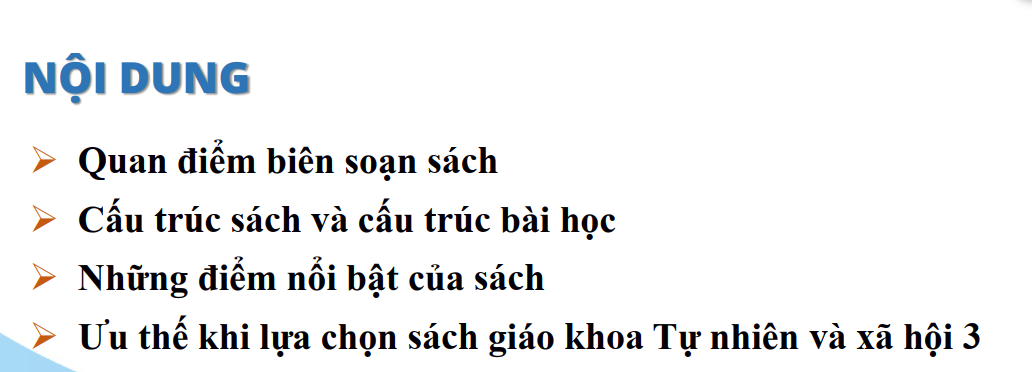 NỘI DUNG
Quan điểm biên soạn sách
Cấu trúc sách và cấu trúc bài học
Những điểm nổi bật của sách
Ưu thế khi lựa chọn sách giáo khoa Tự nhiên và xã hội 3